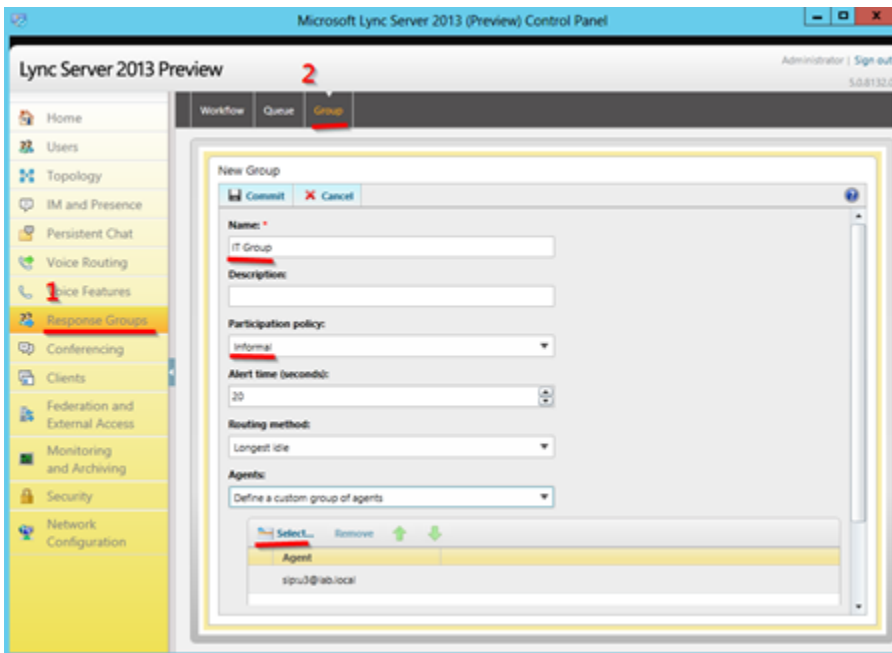 Microsoft Lync Server 2013 (Preview) Control Panel
Lync Server 2013 Preview
Administrator | Sign out
5.0.8132.0
2
Home
Users
Topology
IM and Presence
Persistent Chat
Voice Routing
1
Voice Features
Response Groups
Conferencing
Clients
Federation and
External Access
Monitoring
and Archiving
Security
Network
Configuration
Workflow Queue Group
New Group
Commit Cancel
Name: *
IT Group
Description:
Participation policy:
Informal
Alert time (seconds):
20
Routing method:
Longest idle
Agents:
Define a custom group of agents
Select... Remove
Agent
sip:u3@lab.local